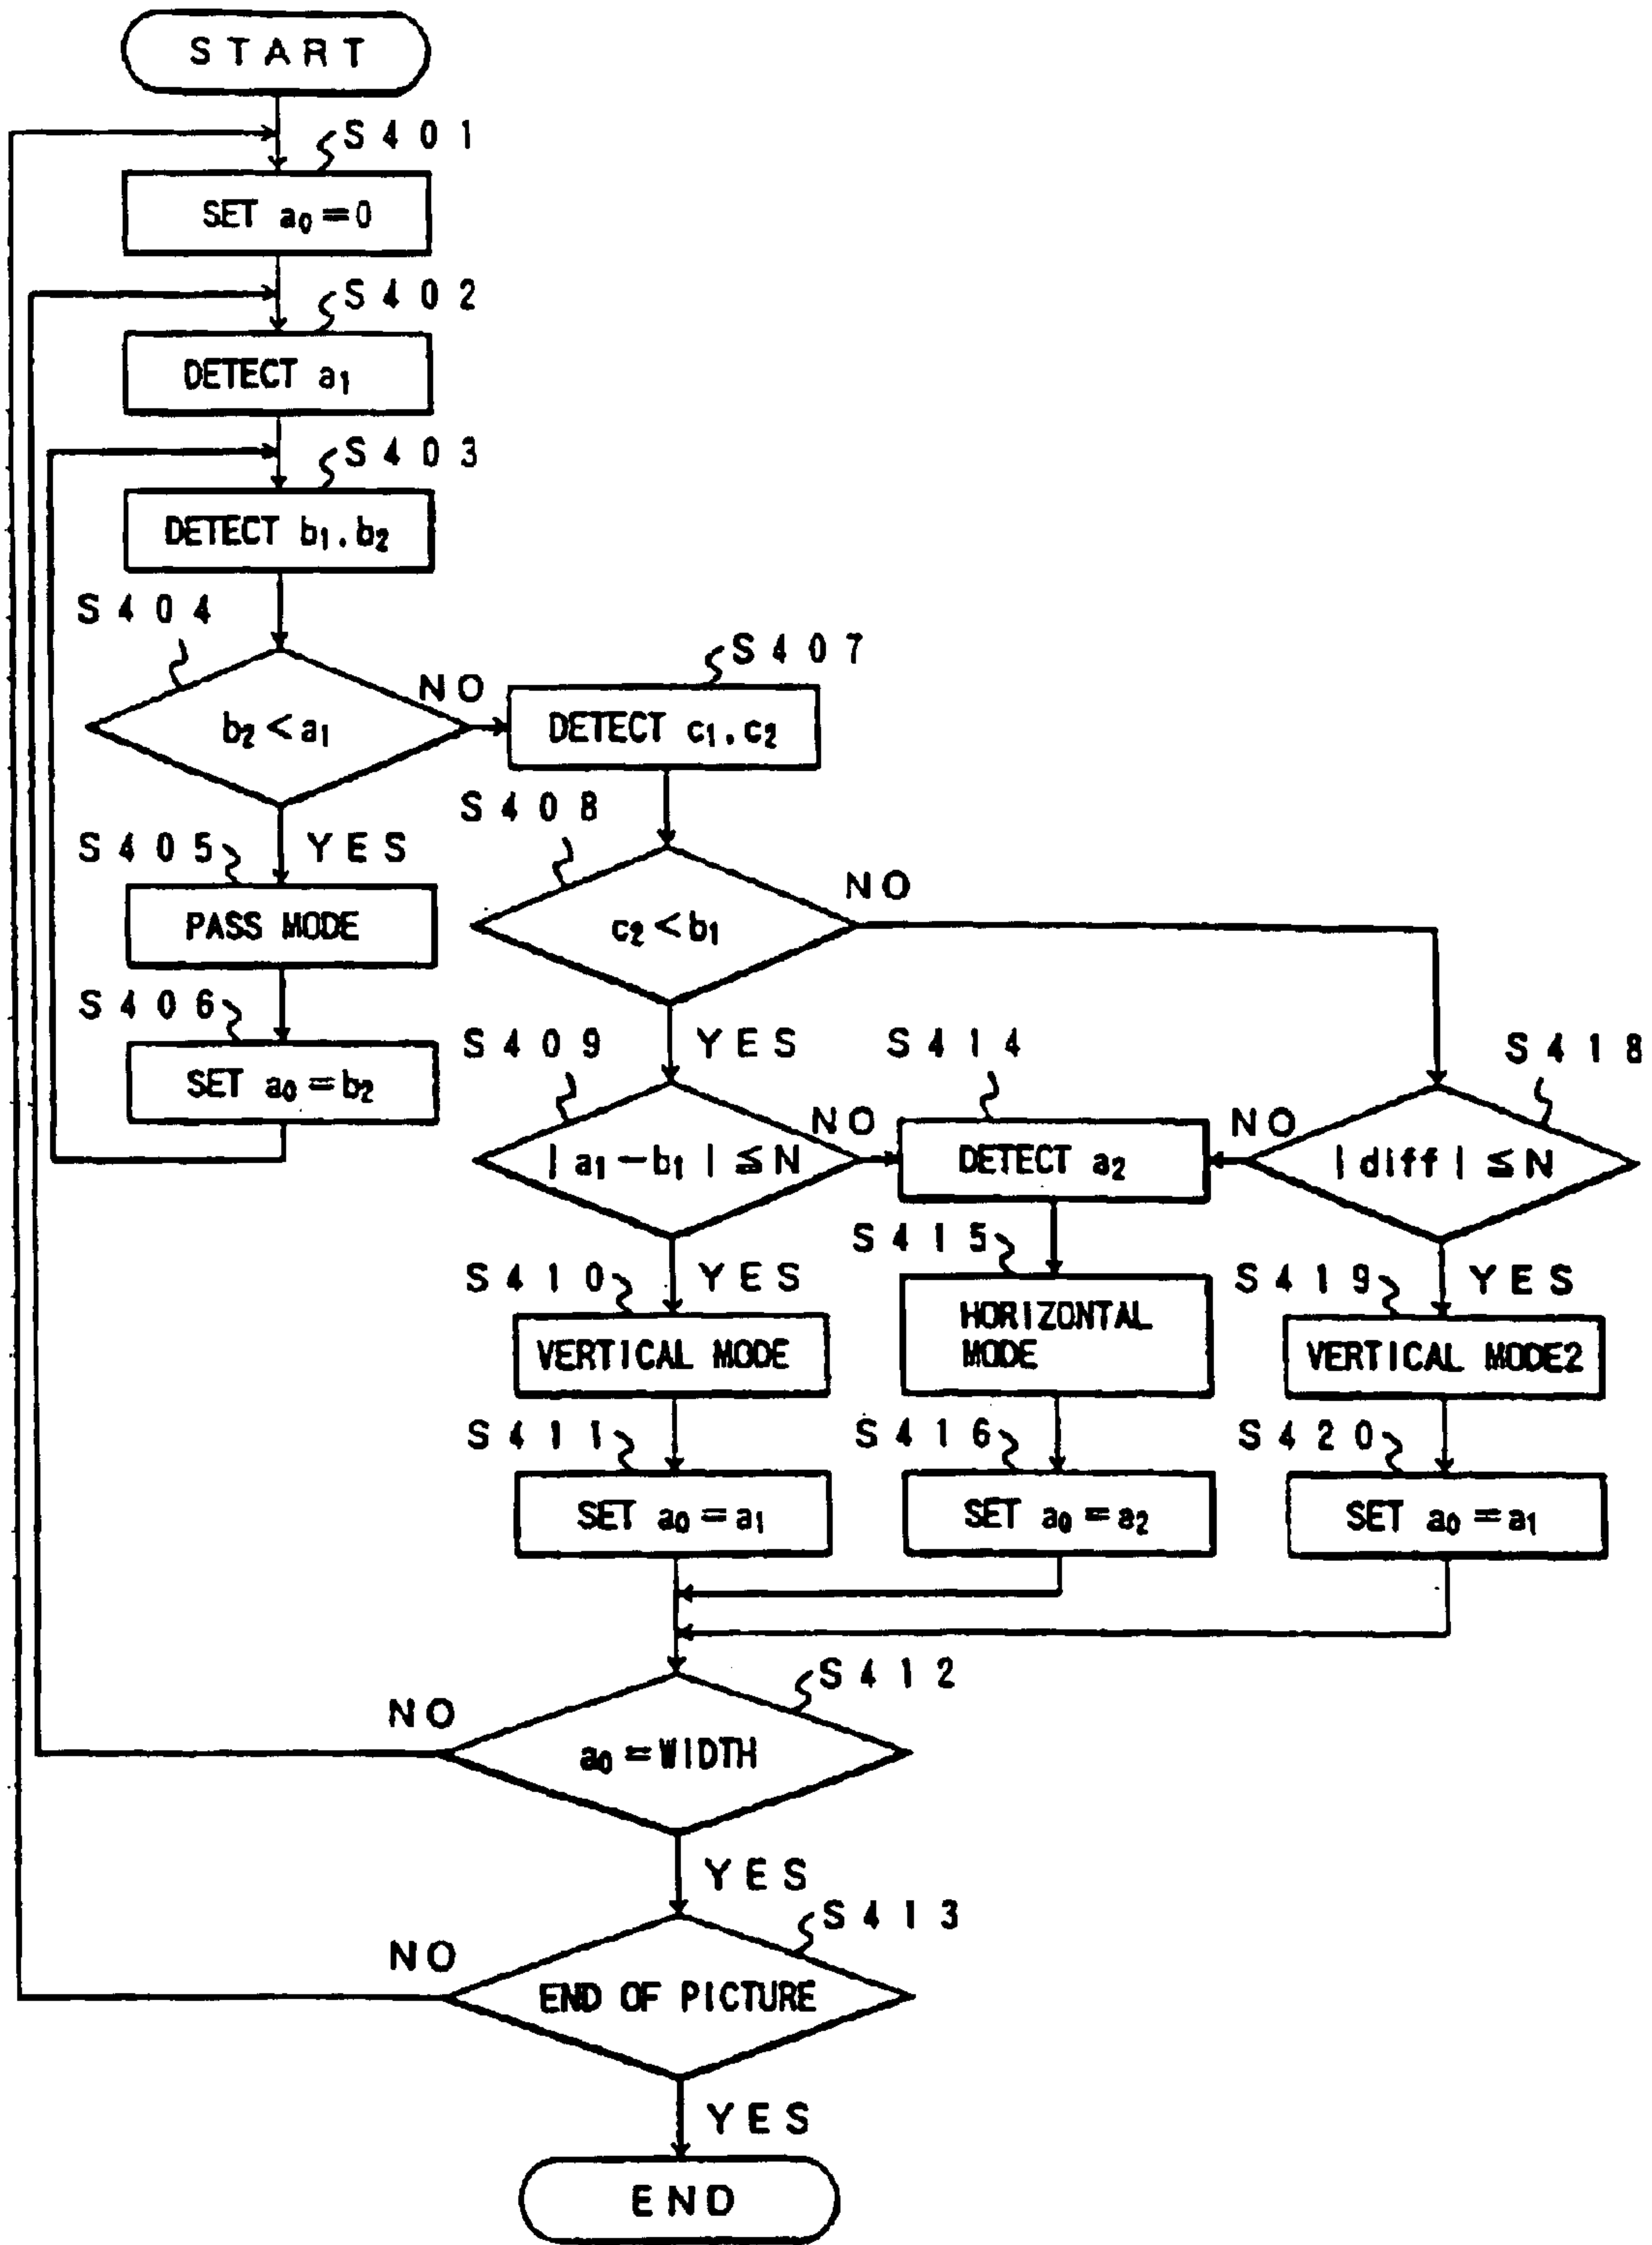 START
S401
SET a₀=0
S402
DETECT a₁
S403
DETECT b₁.b₂
S404
b₂<a₁
NO
YES
S405
PASS MODE
S406
SET a₀=b₂
S407
DETECT c₁.c₂
S408
c₂<b₁
NO
YES
S409
|a₁−b₁|≦N
NO
YES
S410
VERTICAL MODE
S411
SET a₀=a₁
S414
DETECT a₂
S415
HORIZONTAL
MODE
S416
SET a₀=a₂
S418
|diff|≦N
NO
YES
S419
VERTICAL MODE2
S420
SET a₀=a₁
S412
a₀=WIDTH
NO
YES
S413
END OF PICTURE
NO
YES
END